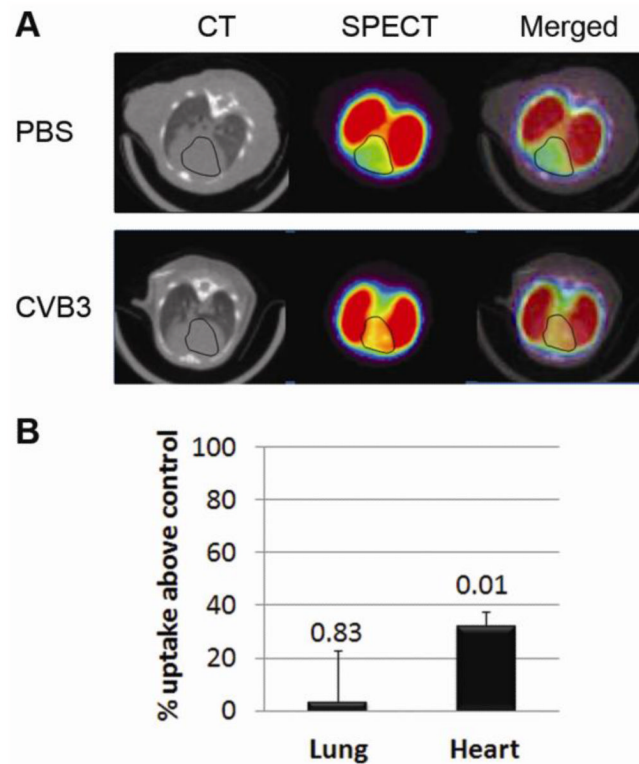 A
CT SPECT Merged
PBS
CVB3
B
% uptake above control
100
80
60
40
20
0
0.83
0.01
Lung Heart